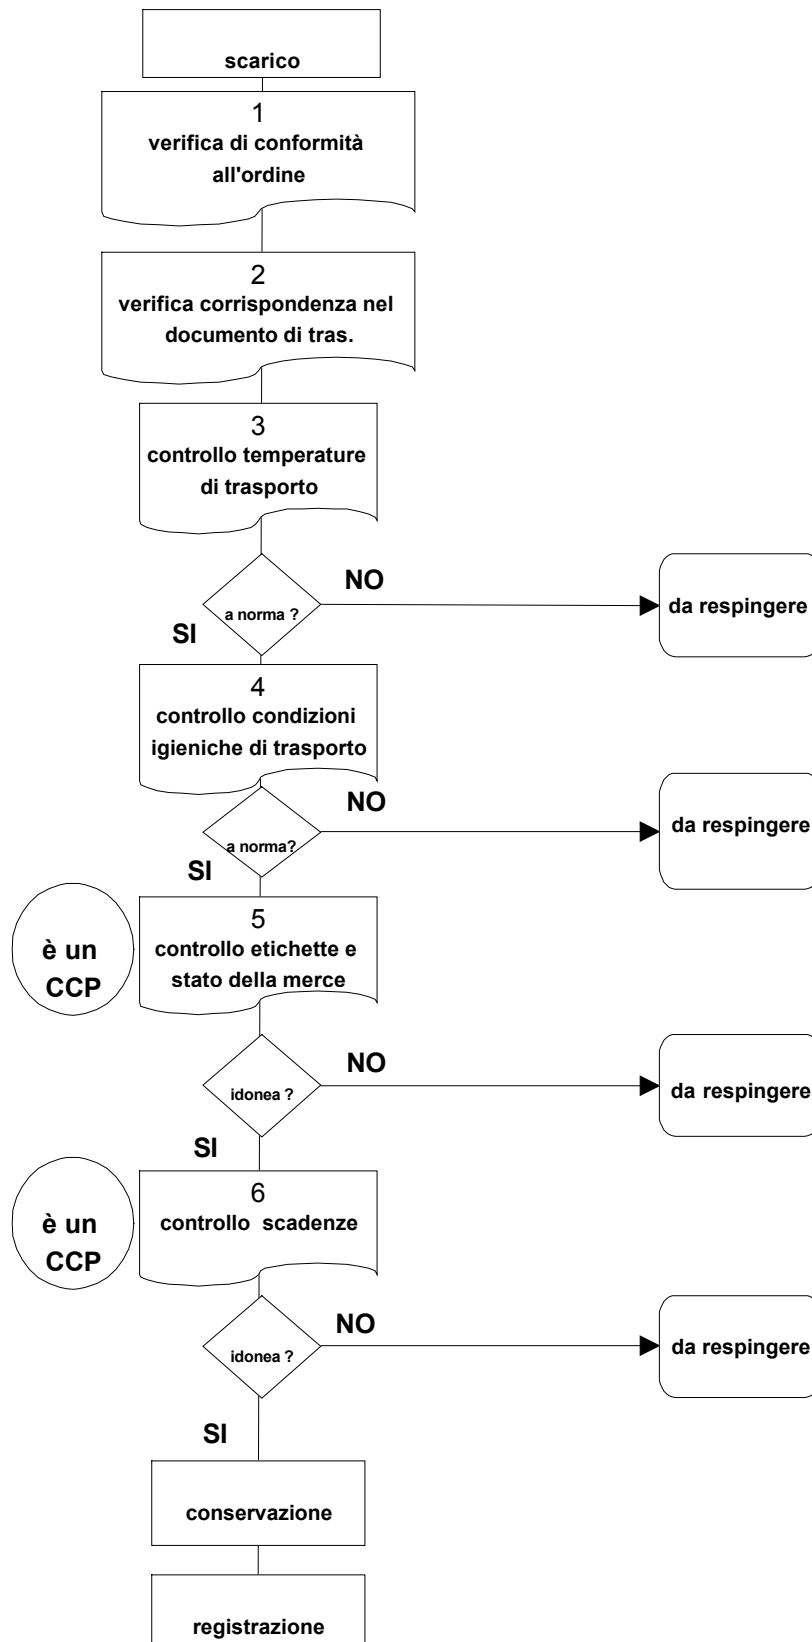 scarico
1
verifica di conformità
all'ordine
2
verifica corrispondenza nel
documento di tras.
3
controllo temperature
di trasporto
NO
a norma ?
da respingere
SI
4
controllo condizioni
igieniche di trasporto
NO
a norma?
da respingere
SI
è un
CCP
5
controllo etichette e
stato della merce
NO
idonea ?
da respingere
SI
è un
CCP
6
controllo scadenze
NO
idonea ?
da respingere
SI
conservazione
registrazione